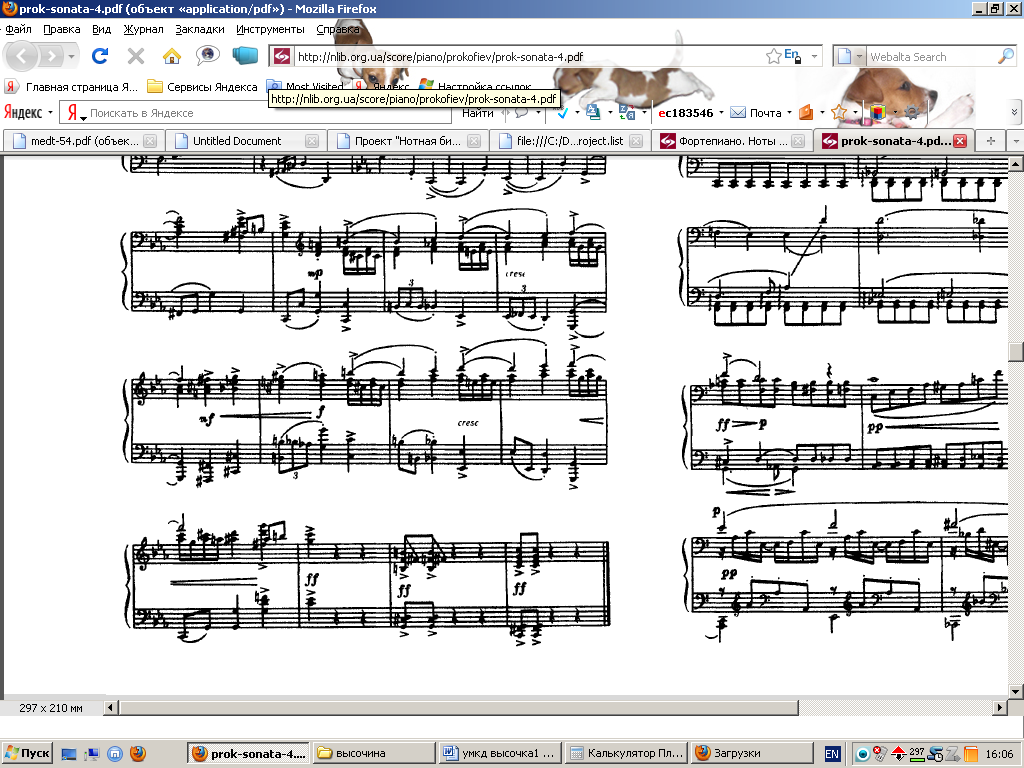 prok-sonata-4.pdf (объект «application/pdf») - Mozilla Firefox
Файл Правка Вид Журнал Закладки Инструменты Справка
http://nlib.org.ua/score/piano/prokofiev/prok-sonata-4.pdf En Webalta Search
Главная страница Я... Сервисы Яндекса Most Visited Яндекс Настройка ссылок
http://nlib.org.ua/score/piano/prokofiev/prok-sonata-4.pdf
Яндекс Я Поискать в Яндексе Найти ec183546 Почта
medt-54.pdf (объек... Untitled Document Проект "Нотная би... file:///C:/D...roject.list Фортепиано. Ноты ... prok-sonata-4.pd...
mp 3 cresc 3
mf f 3 cresc
ff p pp
p
ff ff ff pp
297 x 210 мм
Пуск prok-sonata-4.... высочина умкд высочка1 ... Калькулятор Пл... Загрузки EN 297 16:06